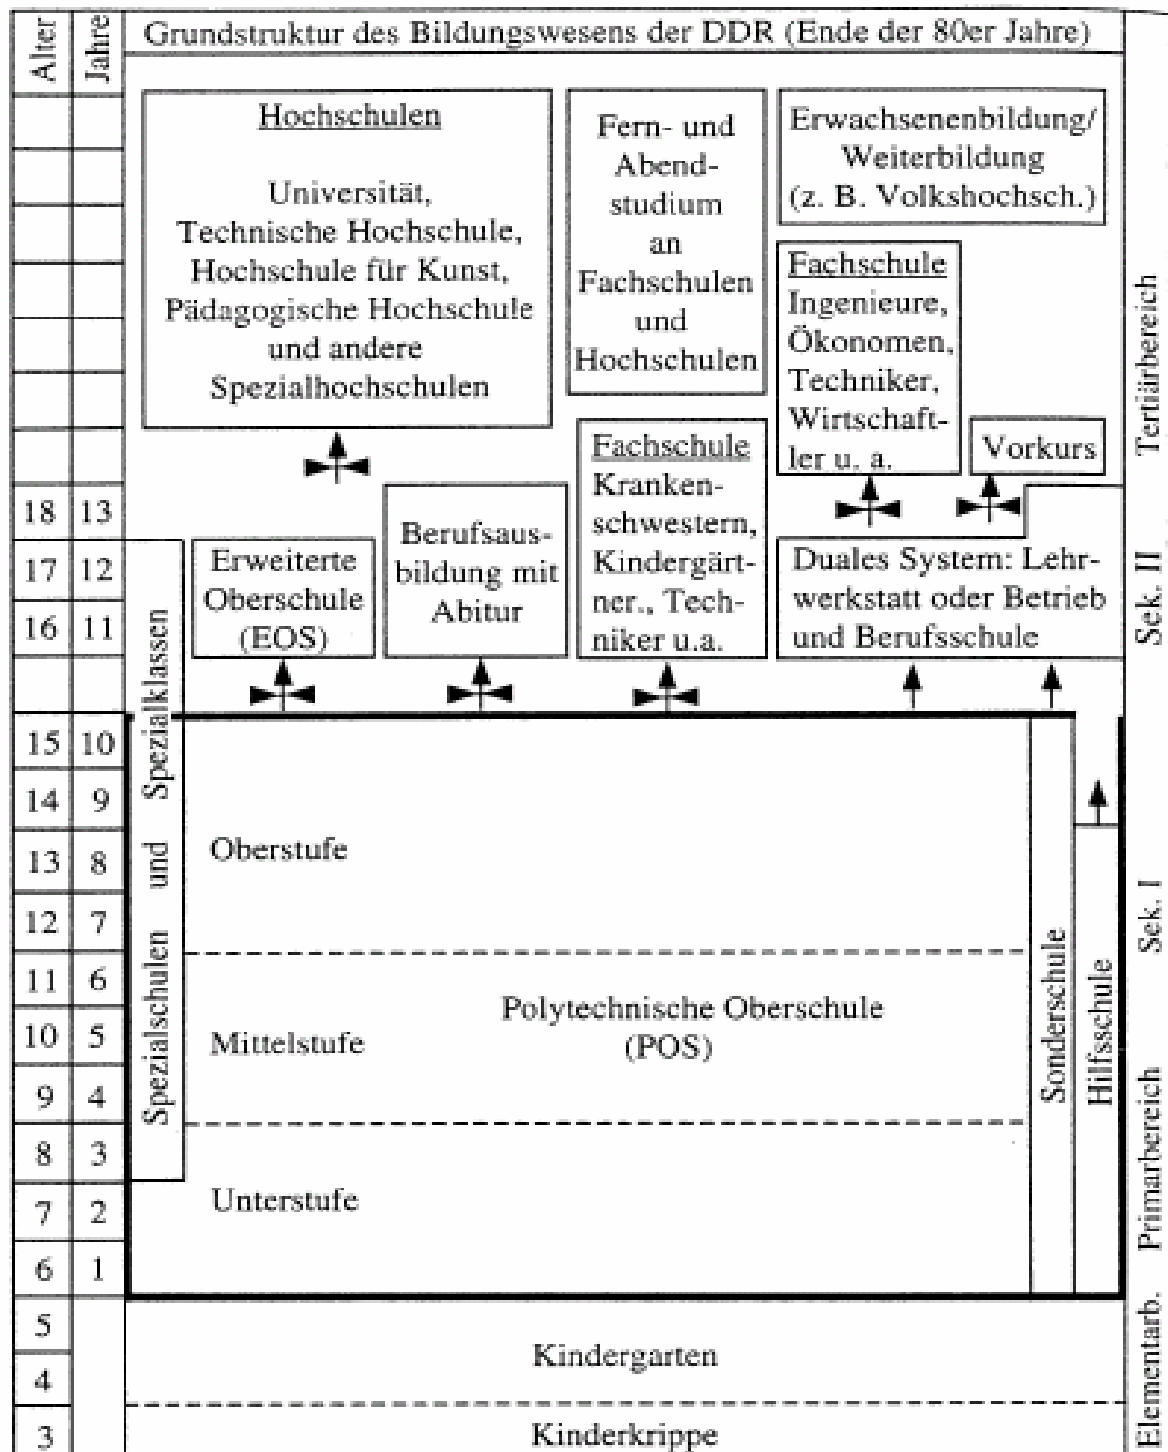 Grundstruktur des Bildungswesens der DDR (Ende der 80er Jahre)
Alter
Jahre
Hochschulen
Universität,
Technische Hochschule,
Hochschule für Kunst,
Pädagogische Hochschule
und andere
Spezialhochschulen
Fern- und
Abend-
studium
an
Fachschulen
und
Hochschulen
Erwachsenenbildung/
Weiterbildung
(z. B. Volkshochsch.)
Fachschule
Ingenieure,
Ökonomen,
Techniker,
Wirtschaft-
ler u. a.
Vorkurs
Tertiärbereich
Fachschule
Kranken-
schwestern,
Kindergärt-
ner., Tech-
niker u.a.
Berufsaus-
bildung mit
Abitur
Erweiterte
Oberschule
(EOS)
Duales System: Lehr-
werkstatt oder Betrieb
und Berufsschule
Sek. II
18 13
17 12
16 11
15 10
14 9
13 8
12 7
11 6
10 5
9 4
8 3
7 2
6 1
5
4
3
Spezialschulen und Spezialklassen
Oberstufe
Mittelstufe
Unterstufe
Polytechnische Oberschule
(POS)
Sonderschule
Hilfsschule
Sek. I
Primarbereich
Elementarb.
Kindergarten
Kinderkrippe